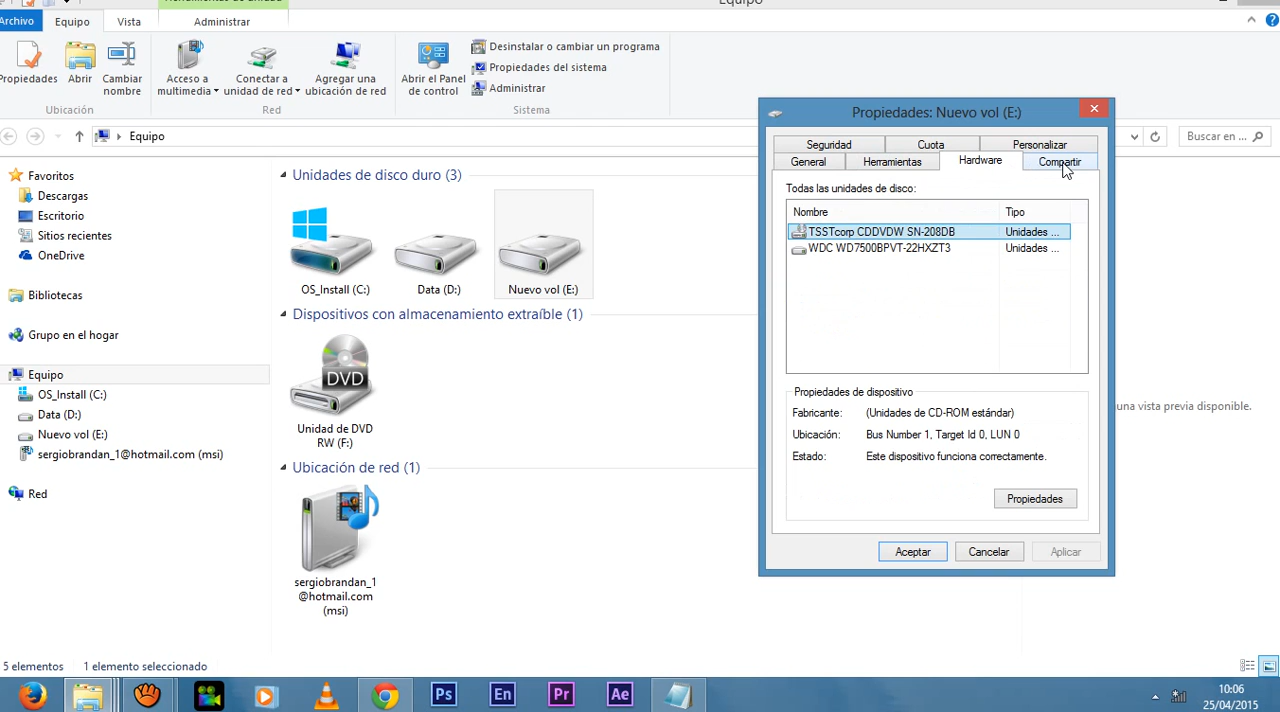 Herramientas de unidad
Equipo
Archivo
Equipo
Vista
Administrar
Propiedades
Abrir
Cambiar
nombre
Ubicación
Acceso a
multimedia
Conectar a
unidad de red
Agregar una
ubicación de red
Red
Abrir el Panel
de control
Desinstalar o cambiar un programa
Propiedades del sistema
Administrar
Sistema
Equipo
Buscar en ...
Favoritos
Descargas
Escritorio
Sitios recientes
OneDrive
Bibliotecas
Grupo en el hogar
Equipo
OS_Install (C:)
Data (D:)
Nuevo vol (E:)
sergiobrandan_1@hotmail.com (msi)
Red
Unidades de disco duro (3)
OS_Install (C:)
Data (D:)
Nuevo vol (E:)
Dispositivos con almacenamiento extraíble (1)
DVD
Unidad de DVD
RW (F:)
Ubicación de red (1)
sergiobrandan_1
@hotmail.com
(msi)
Propiedades: Nuevo vol (E:)
Seguridad
Cuota
Personalizar
General
Herramientas
Hardware
Compartir
Todas las unidades de disco:
Nombre
Tipo
TSSTcorp CDDVDW SN-208DB
Unidades ...
WDC WD7500BPVT-22HXZT3
Unidades ...
Propiedades de dispositivo
Fabricante: (Unidades de CD-ROM estándar)
Ubicación: Bus Number 1, Target Id 0, LUN 0
Estado: Este dispositivo funciona correctamente.
Propiedades
Aceptar
Cancelar
Aplicar
una vista previa disponible.
5 elementos
1 elemento seleccionado
Ps
En
Pr
Ae
10:06
25/04/2015